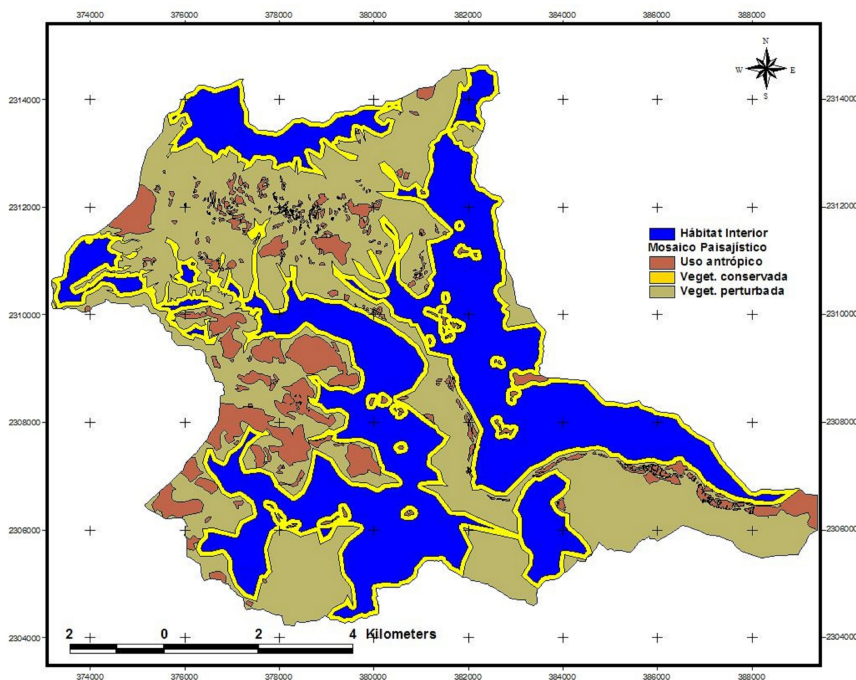 374000 376000 378000 380000 382000 384000 386000 388000
N
W E
S
2314000 2314000
2312000 2312000
Hábitat Interior
Mosaico Paisajístico
Uso antrópico
Veget. conservada
Veget. perturbada
2310000 2310000
2308000 2308000
2306000 2306000
2304000 2304000
2 0 2 4 Kilometers
374000 376000 378000 380000 382000 384000 386000 388000